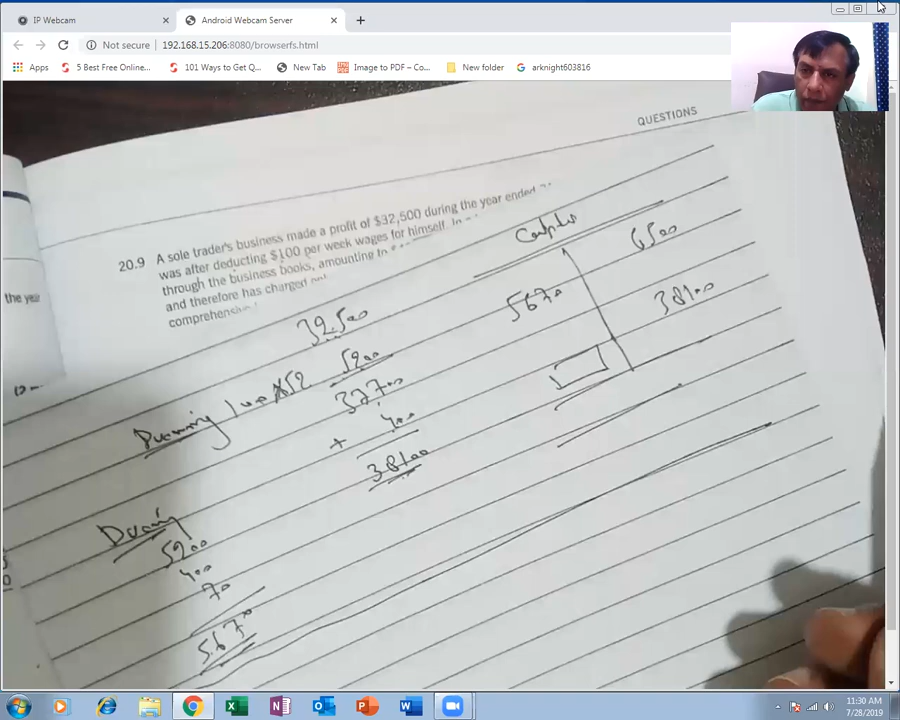 IP Webcam
Android Webcam Server
Not secure
192.168.15.206:8080/browserfs.html
Apps
5 Best Free Online...
101 Ways to Get Q...
New Tab
Image to PDF – Co...
New folder
arknight603816
QUESTIONS
20.9 A sole trader's business made a profit of $32,500 during the year ended
was after deducting $100 per week wages for himself. In
through the business books, amounting to
and therefore has charged
comprehensive
the year
32500
5200
37700
+ 400
38100
5200
400
70
5670
5670
6500
38100
11:30 AM
7/28/2019